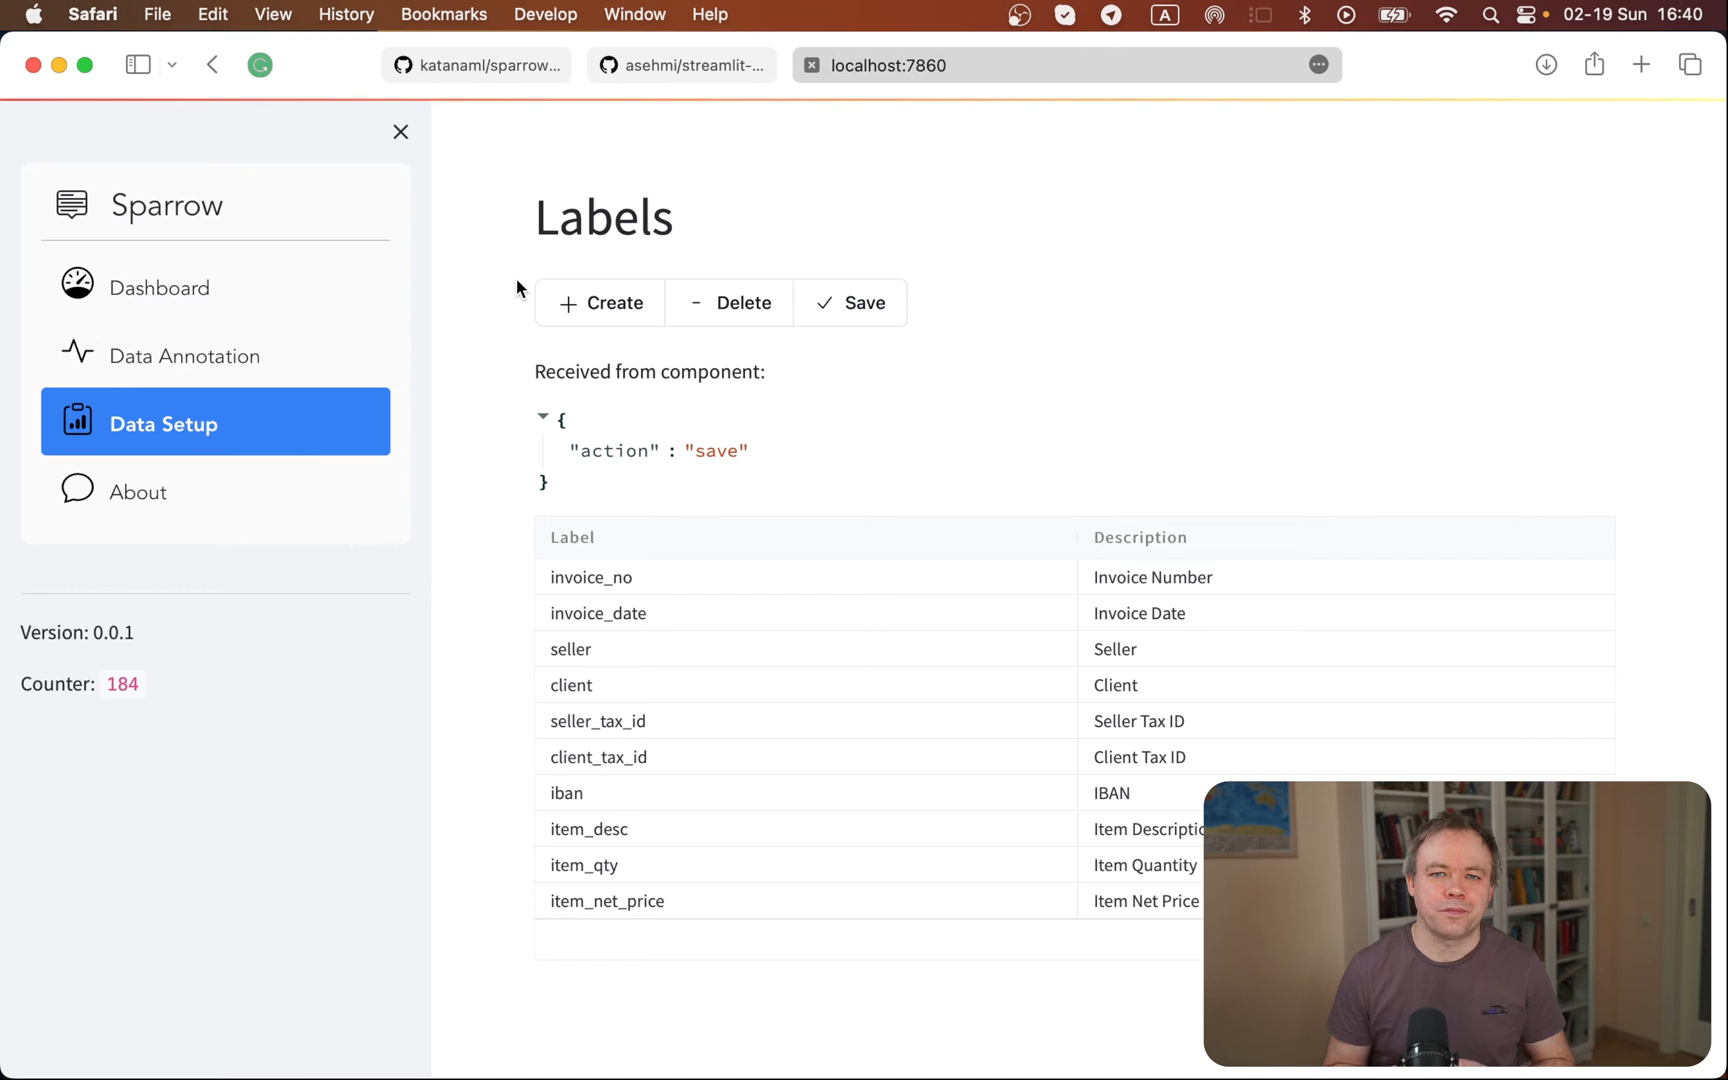 Safari File Edit View History Bookmarks Develop Window Help A 02-19 Sun 16:40
katanaml/sparrow... asehmi/streamlit-... localhost:7860
Sparrow
Dashboard
Data Annotation
Data Setup
About
Version: 0.0.1
Counter: 184
Labels
+ Create - Delete Save
Received from component:
{
"action" : "save"
}
Label Description
invoice_no Invoice Number
invoice_date Invoice Date
seller Seller
client Client
seller_tax_id Seller Tax ID
client_tax_id Client Tax ID
iban IBAN
item_desc Item Descriptio
item_qty Item Quantity
item_net_price Item Net Price